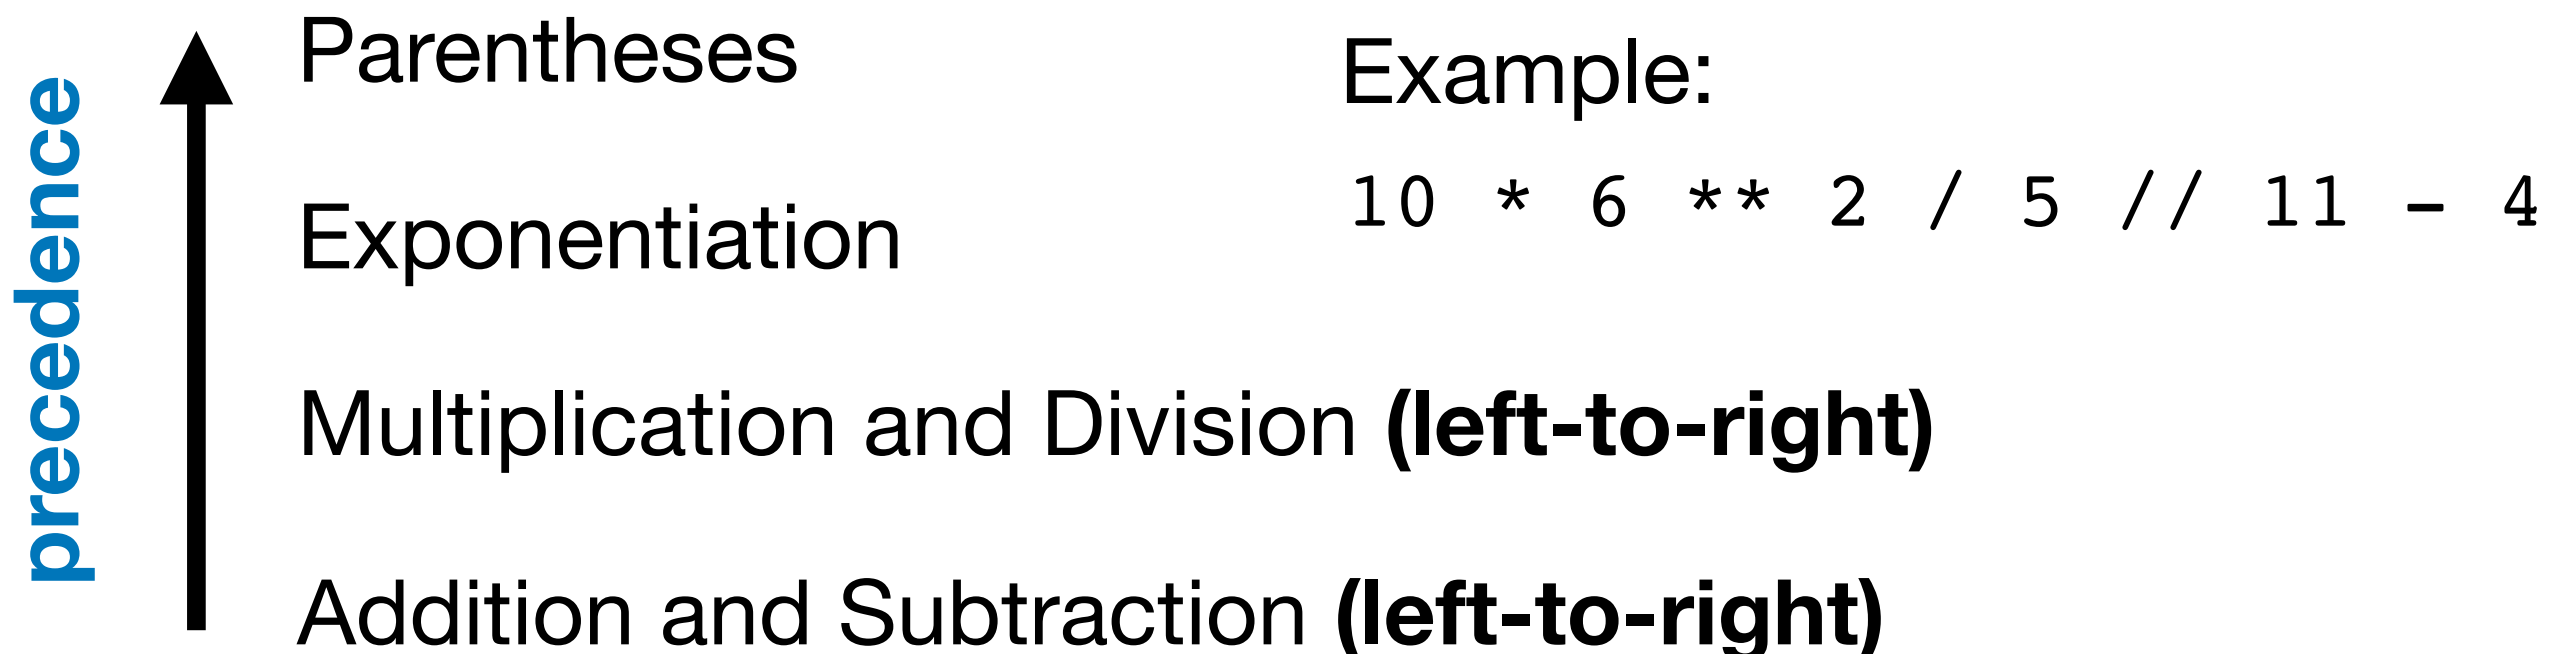 precedence
Parentheses
Exponentiation
Multiplication and Division (left-to-right)
Addition and Subtraction (left-to-right)
Example:
10 * 6 ** 2 / 5 // 11 - 4